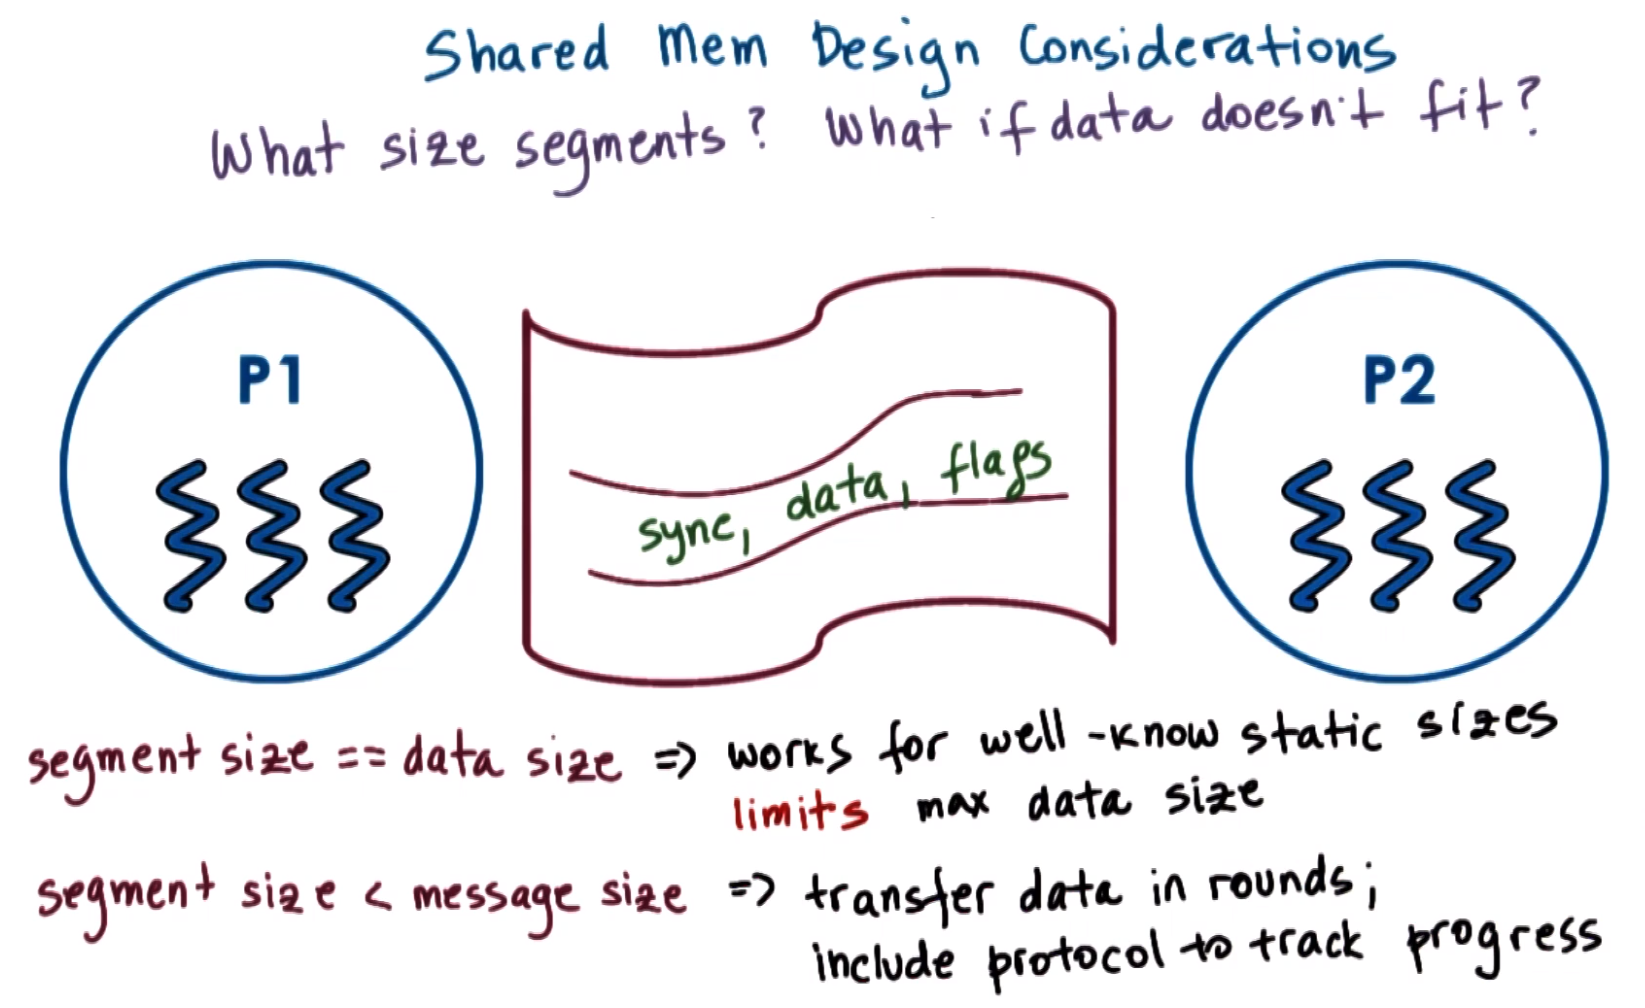 Shared Mem Design Considerations
What size segments? What if data doesn't fit?
P1
P2
sync, data, flags
segment size == data size => works for well-know static sizes
limits max data size
segment size < message size => transfer data in rounds;
include protocol to track progress